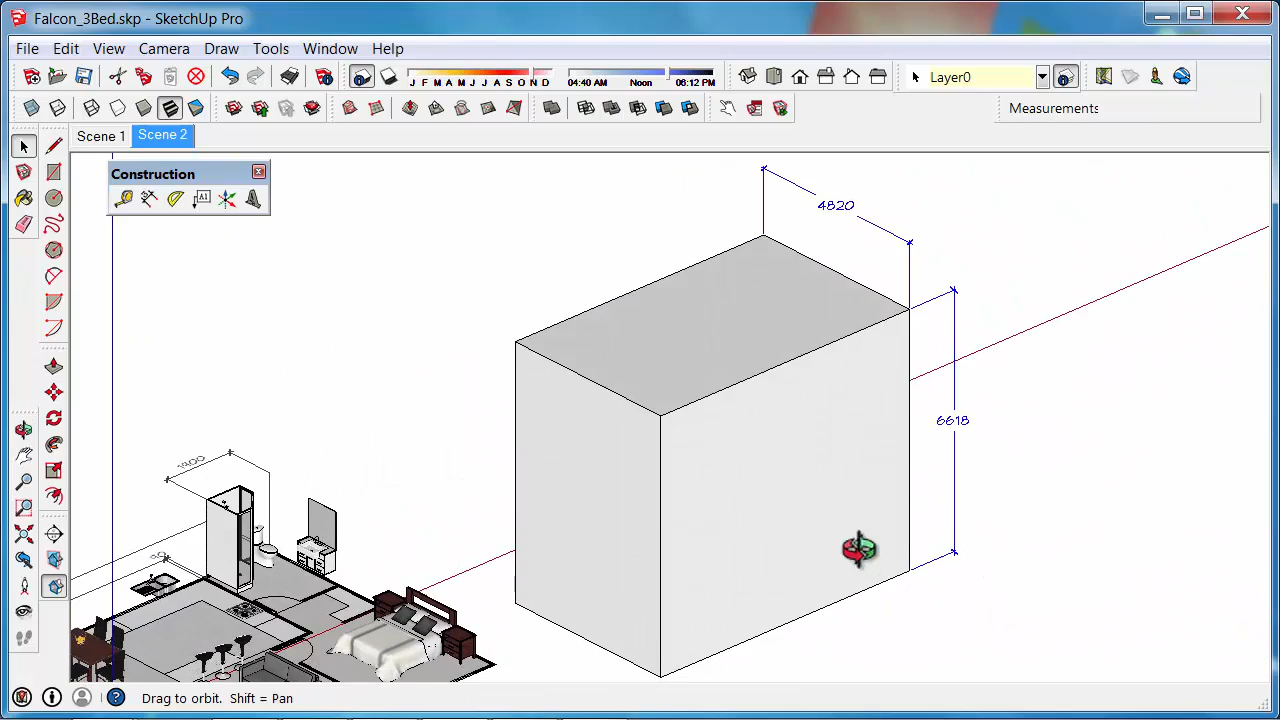 Falcon_3Bed.skp - SketchUp Pro
File Edit View Camera Draw Tools Window Help
J F M A M J J A S O N D
04:40 AM Noon 06:12 PM
Layer0
Measurements
Scene 1 Scene 2
Construction
A1
4820
6618
Drag to orbit. Shift = Pan